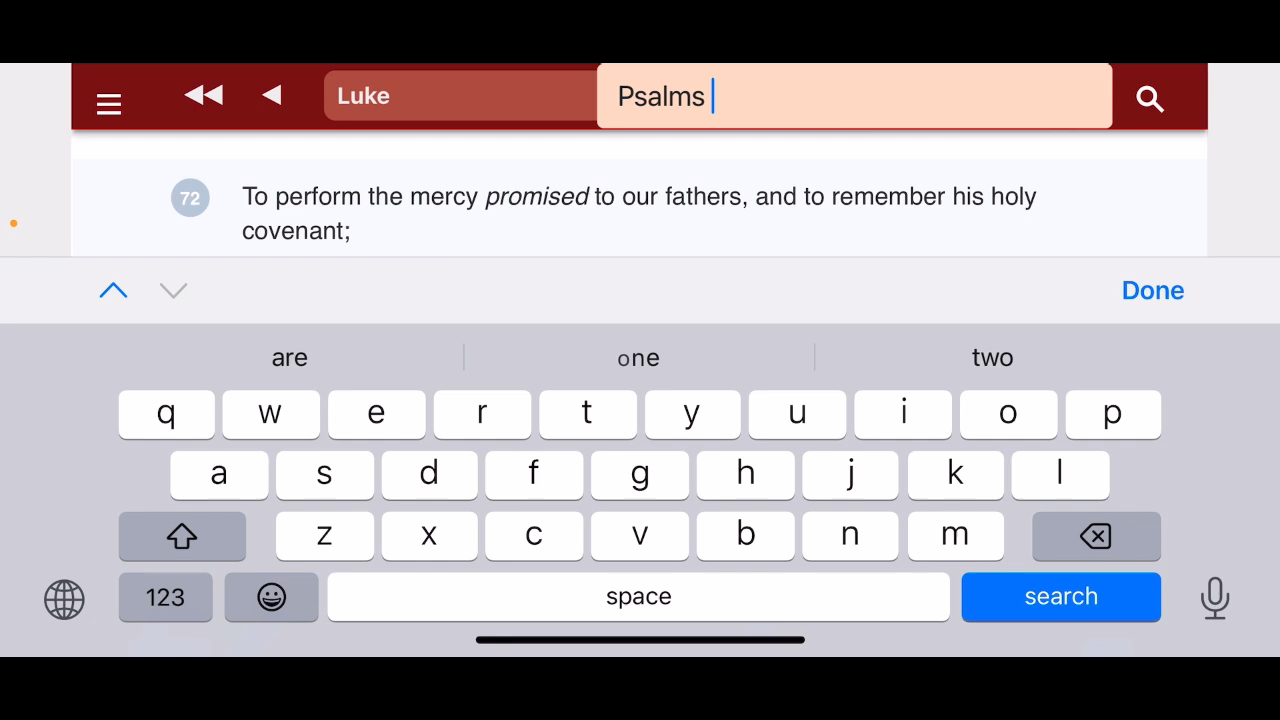 Luke
Psalms
72 To perform the mercy promised to our fathers, and to remember his holy
covenant;
Done
are one two
q w e r t y u i o p
a s d f g h j k l
z x c v b n m
123 space search